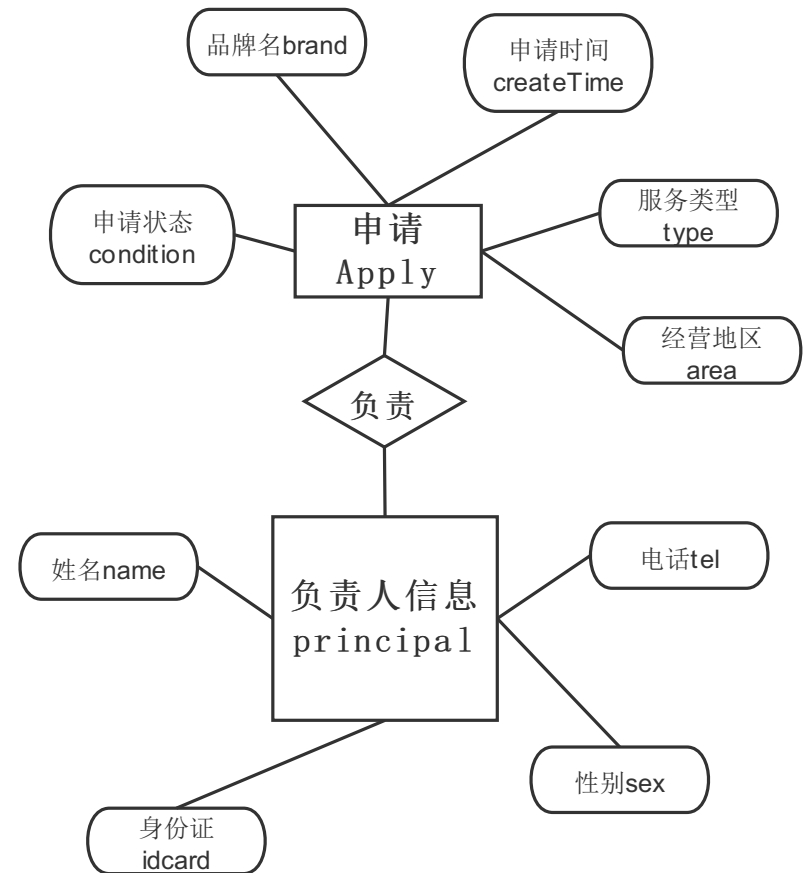 品牌名brand
申请时间
createTime
申请状态
condition
申请
Apply
服务类型
type
经营地区
area
负责
姓名name
负责人信息
principal
电话tel
性别sex
身份证
idcard